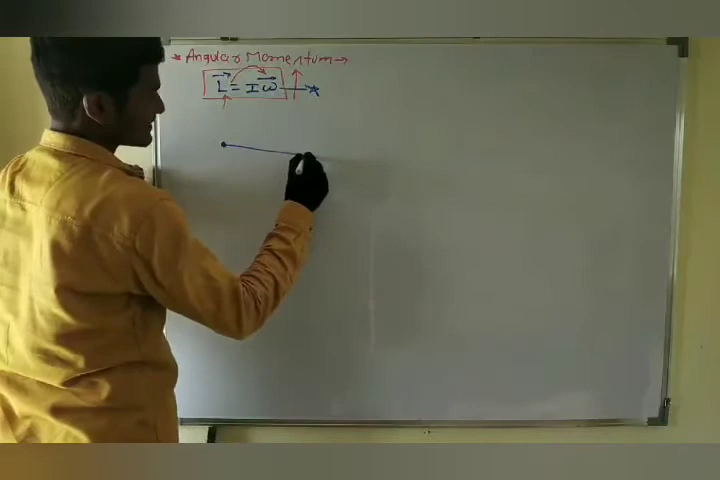 * Angular Momentum →
L⃗ = Iω⃗ → *